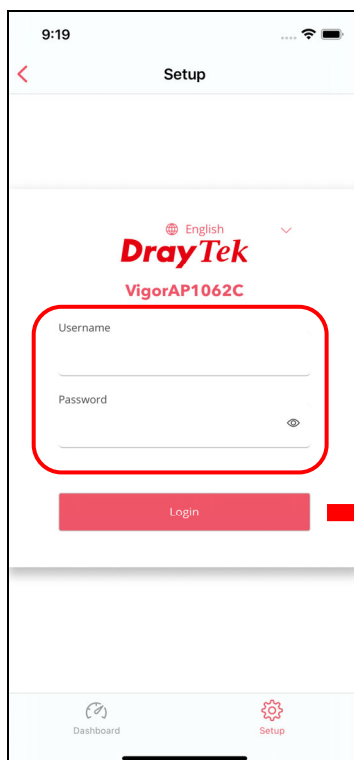 9:19
Setup
English
DrayTek
VigorAP1062C
Username
Password
Login
Dashboard
Setup